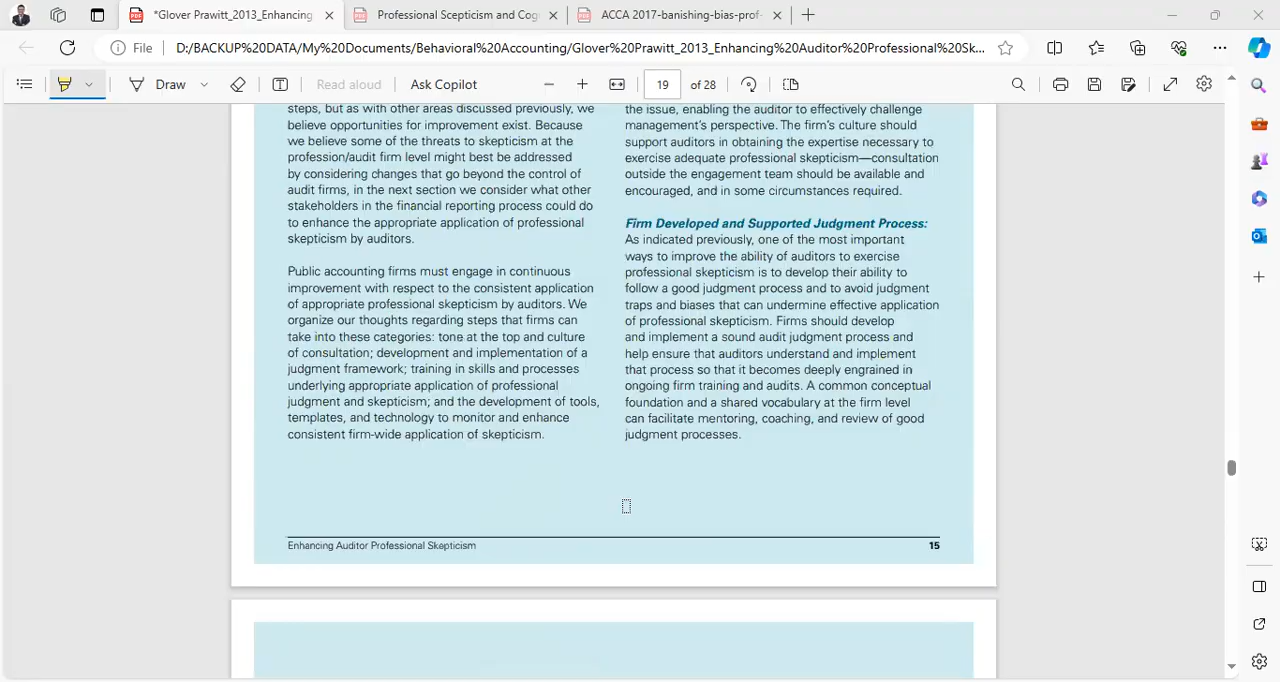 *Glover Prawitt_2013_Enhancing
Professional Scepticism and Cog
ACCA 2017-banishing-bias-prof-
File
D:/BACKUP%20DATA/My%20Documents/Behavioral%20Accounting/Glover%20Prawitt_2013_Enhancing%20Auditor%20Professional%20Sk...
Draw
Read aloud
Ask Copilot
19 of 28
steps, but as with other areas discussed previously, we
believe opportunities for improvement exist. Because
we believe some of the threats to skepticism at the
profession/audit firm level might best be addressed
by considering changes that go beyond the control of
audit firms, in the next section we consider what other
stakeholders in the financial reporting process could do
to enhance the appropriate application of professional
skepticism by auditors.
Public accounting firms must engage in continuous
improvement with respect to the consistent application
of appropriate professional skepticism by auditors. We
organize our thoughts regarding steps that firms can
take into these categories: tone at the top and culture
of consultation; development and implementation of a
judgment framework; training in skills and processes
underlying appropriate application of professional
judgment and skepticism; and the development of tools,
templates, and technology to monitor and enhance
consistent firm-wide application of skepticism.
the issue, enabling the auditor to effectively challenge
management's perspective. The firm's culture should
support auditors in obtaining the expertise necessary to
exercise adequate professional skepticism—consultation
outside the engagement team should be available and
encouraged, and in some circumstances required.
Firm Developed and Supported Judgment Process:
As indicated previously, one of the most important
ways to improve the ability of auditors to exercise
professional skepticism is to develop their ability to
follow a good judgment process and to avoid judgment
traps and biases that can undermine effective application
of professional skepticism. Firms should develop
and implement a sound audit judgment process and
help ensure that auditors understand and implement
that process so that it becomes deeply engrained in
ongoing firm training and audits. A common conceptual
foundation and a shared vocabulary at the firm level
can facilitate mentoring, coaching, and review of good
judgment processes.
Enhancing Auditor Professional Skepticism
15